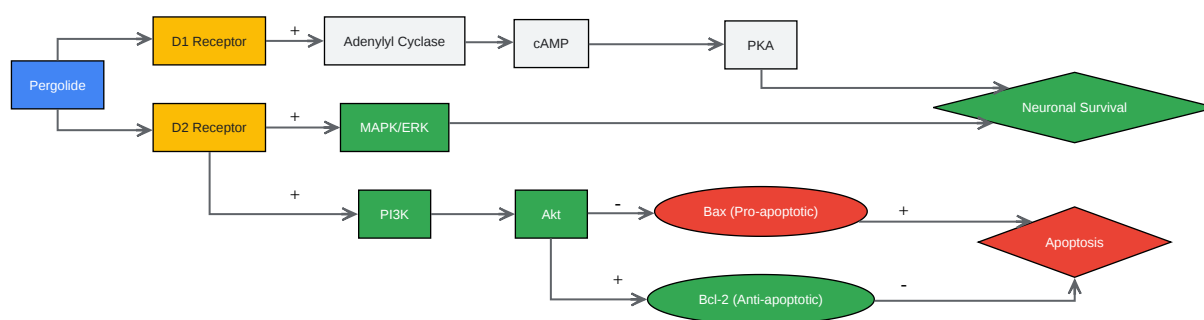 D1 Receptor
+
Adenylyl Cyclase
cAMP
PKA
Pergolide
Neuronal Survival
D2 Receptor
+
MAPK/ERK
+
PI3K
Akt
-
Bax (Pro-apoptotic)
+
Apoptosis
+
Bcl-2 (Anti-apoptotic)
-